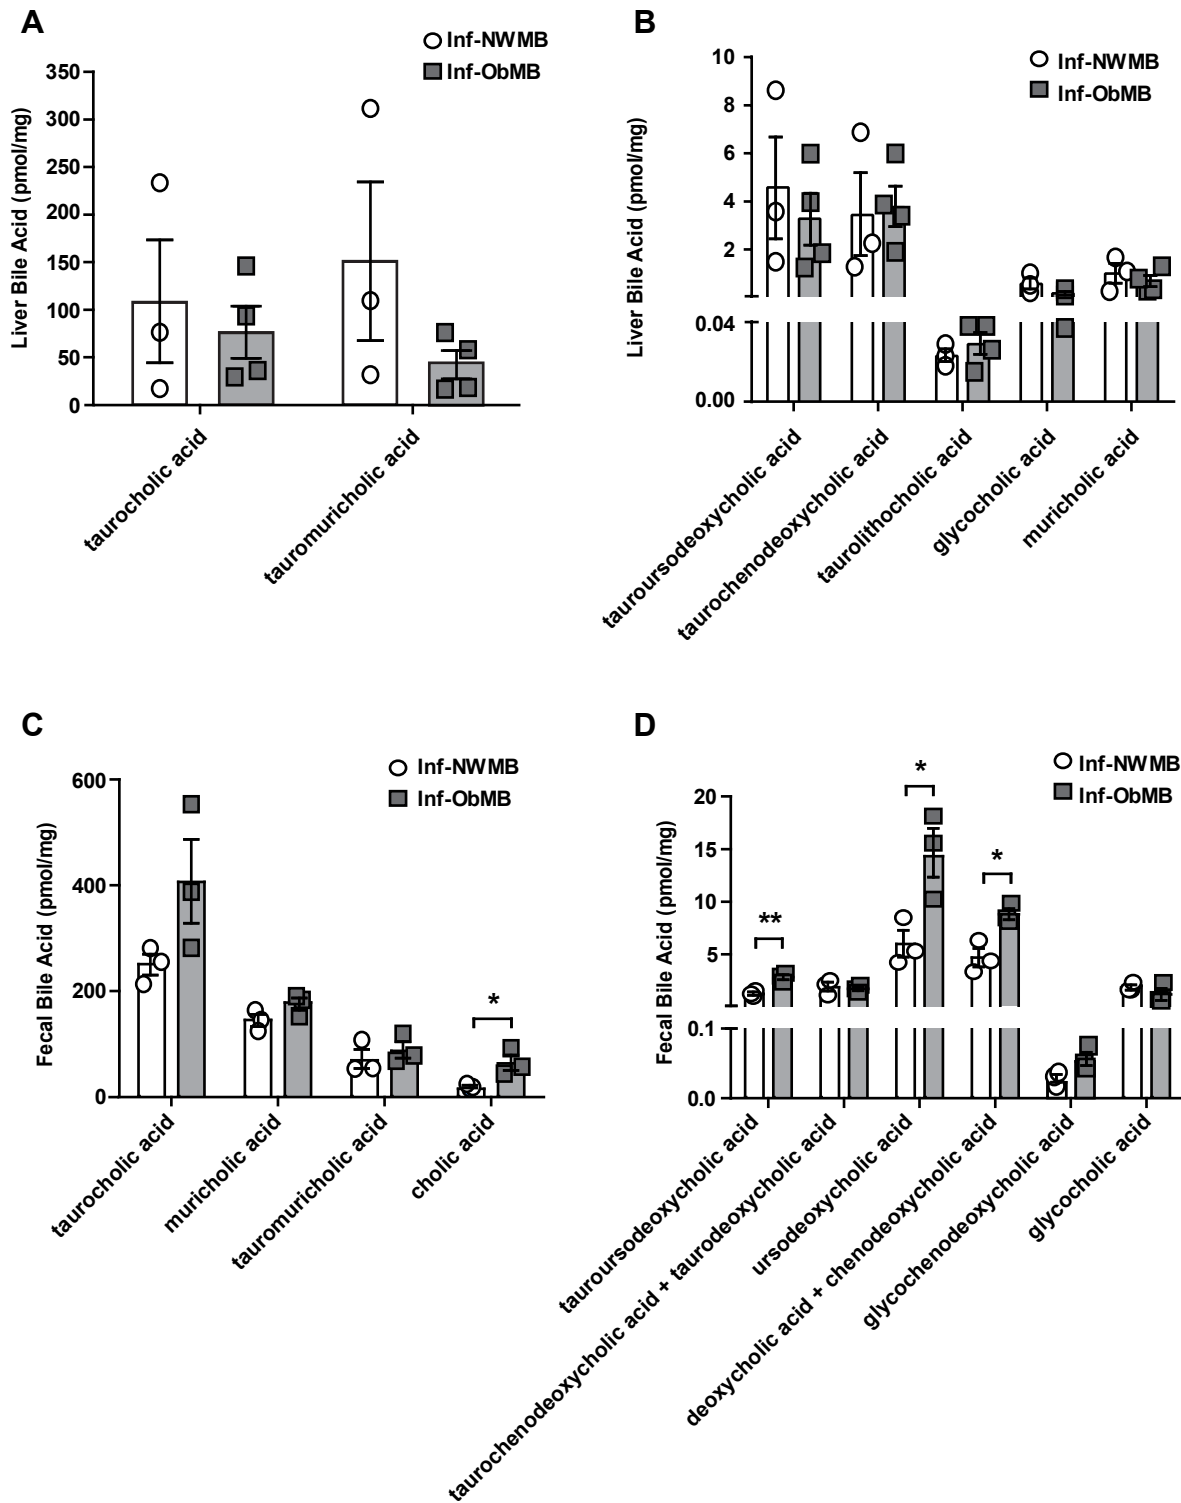 A
Inf-NWMB
Inf-ObMB
Liver Bile Acid (pmol/mg)
350
300
250
200
150
100
50
0
taurocholic acid
tauromuricholic acid
B
Inf-NWMB
Inf-ObMB
Liver Bile Acid (pmol/mg)
10
8
6
4
2
0.04
0.00
tauroursodeoxycholic acid
taurochenodeoxycholic acid
taurolithocholic acid
glycocholic acid
muricholic acid
C
Inf-NWMB
Inf-ObMB
Fecal Bile Acid (pmol/mg)
600
400
200
0
*
taurocholic acid
muricholic acid
tauromuricholic acid
cholic acid
D
Inf-NWMB
Inf-ObMB
Fecal Bile Acid (pmol/mg)
20
15
10
5
0.1
0.0
**
*
*
tauroursodeoxycholic acid
taurochenodeoxycholic acid + taurodeoxycholic acid
ursodeoxycholic acid
deoxycholic acid + chenodeoxycholic acid
glycochenodeoxycholic acid
glycocholic acid